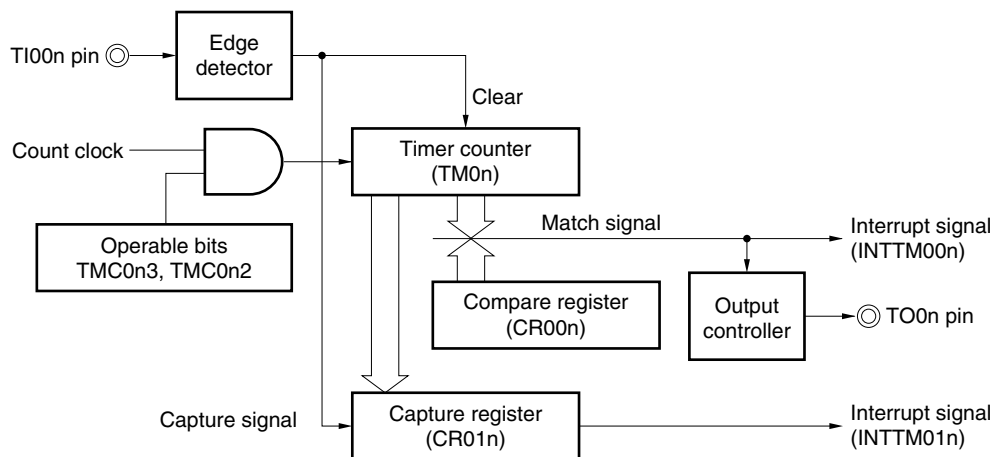 TI00n pin
Edge
detector
Clear
Count clock
Timer counter
(TM0n)
Operable bits
TMC0n3, TMC0n2
Match signal
Interrupt signal
(INTTM00n)
Compare register
(CR00n)
Output
controller
TO0n pin
Capture signal
Capture register
(CR01n)
Interrupt signal
(INTTM01n)